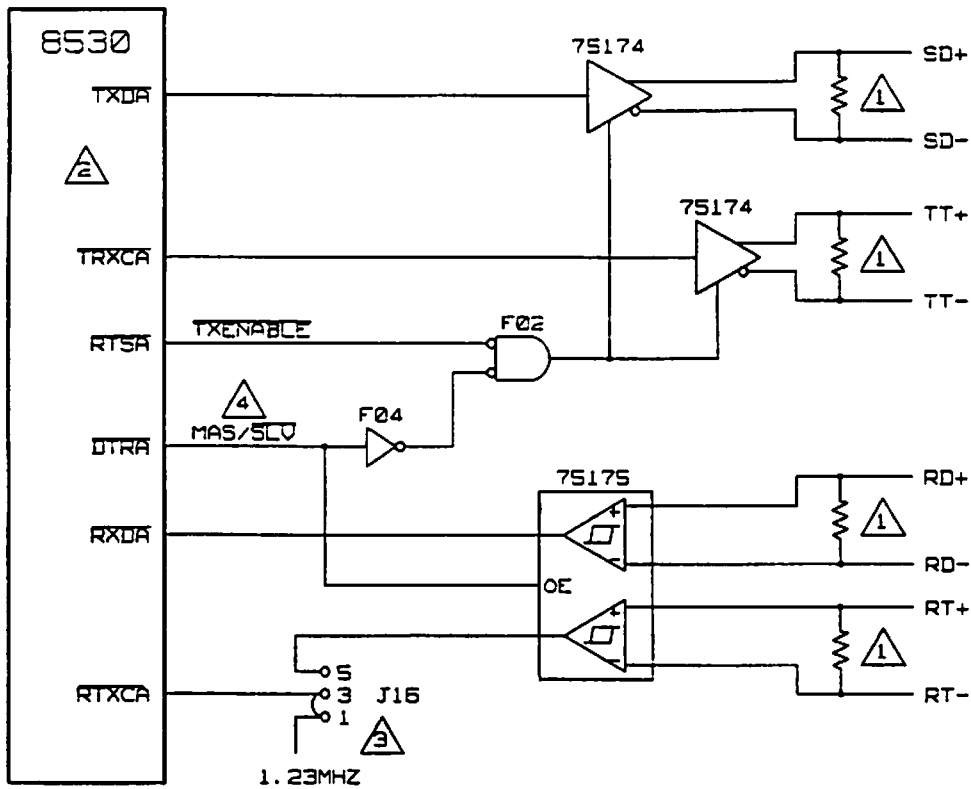 8530
75174
SD+
TXDA
1
SD-
2
75174
TT+
TRXCA
1
TT-
F02
RTSA
TXENABLE
4
F04
DTRA
MAS/SLV
75175
RD+
+
1
RXDA
-
RD-
OE
RT+
+
1
-
5
RTXCA
3 J16
RT-
1
3
1.23MHZ